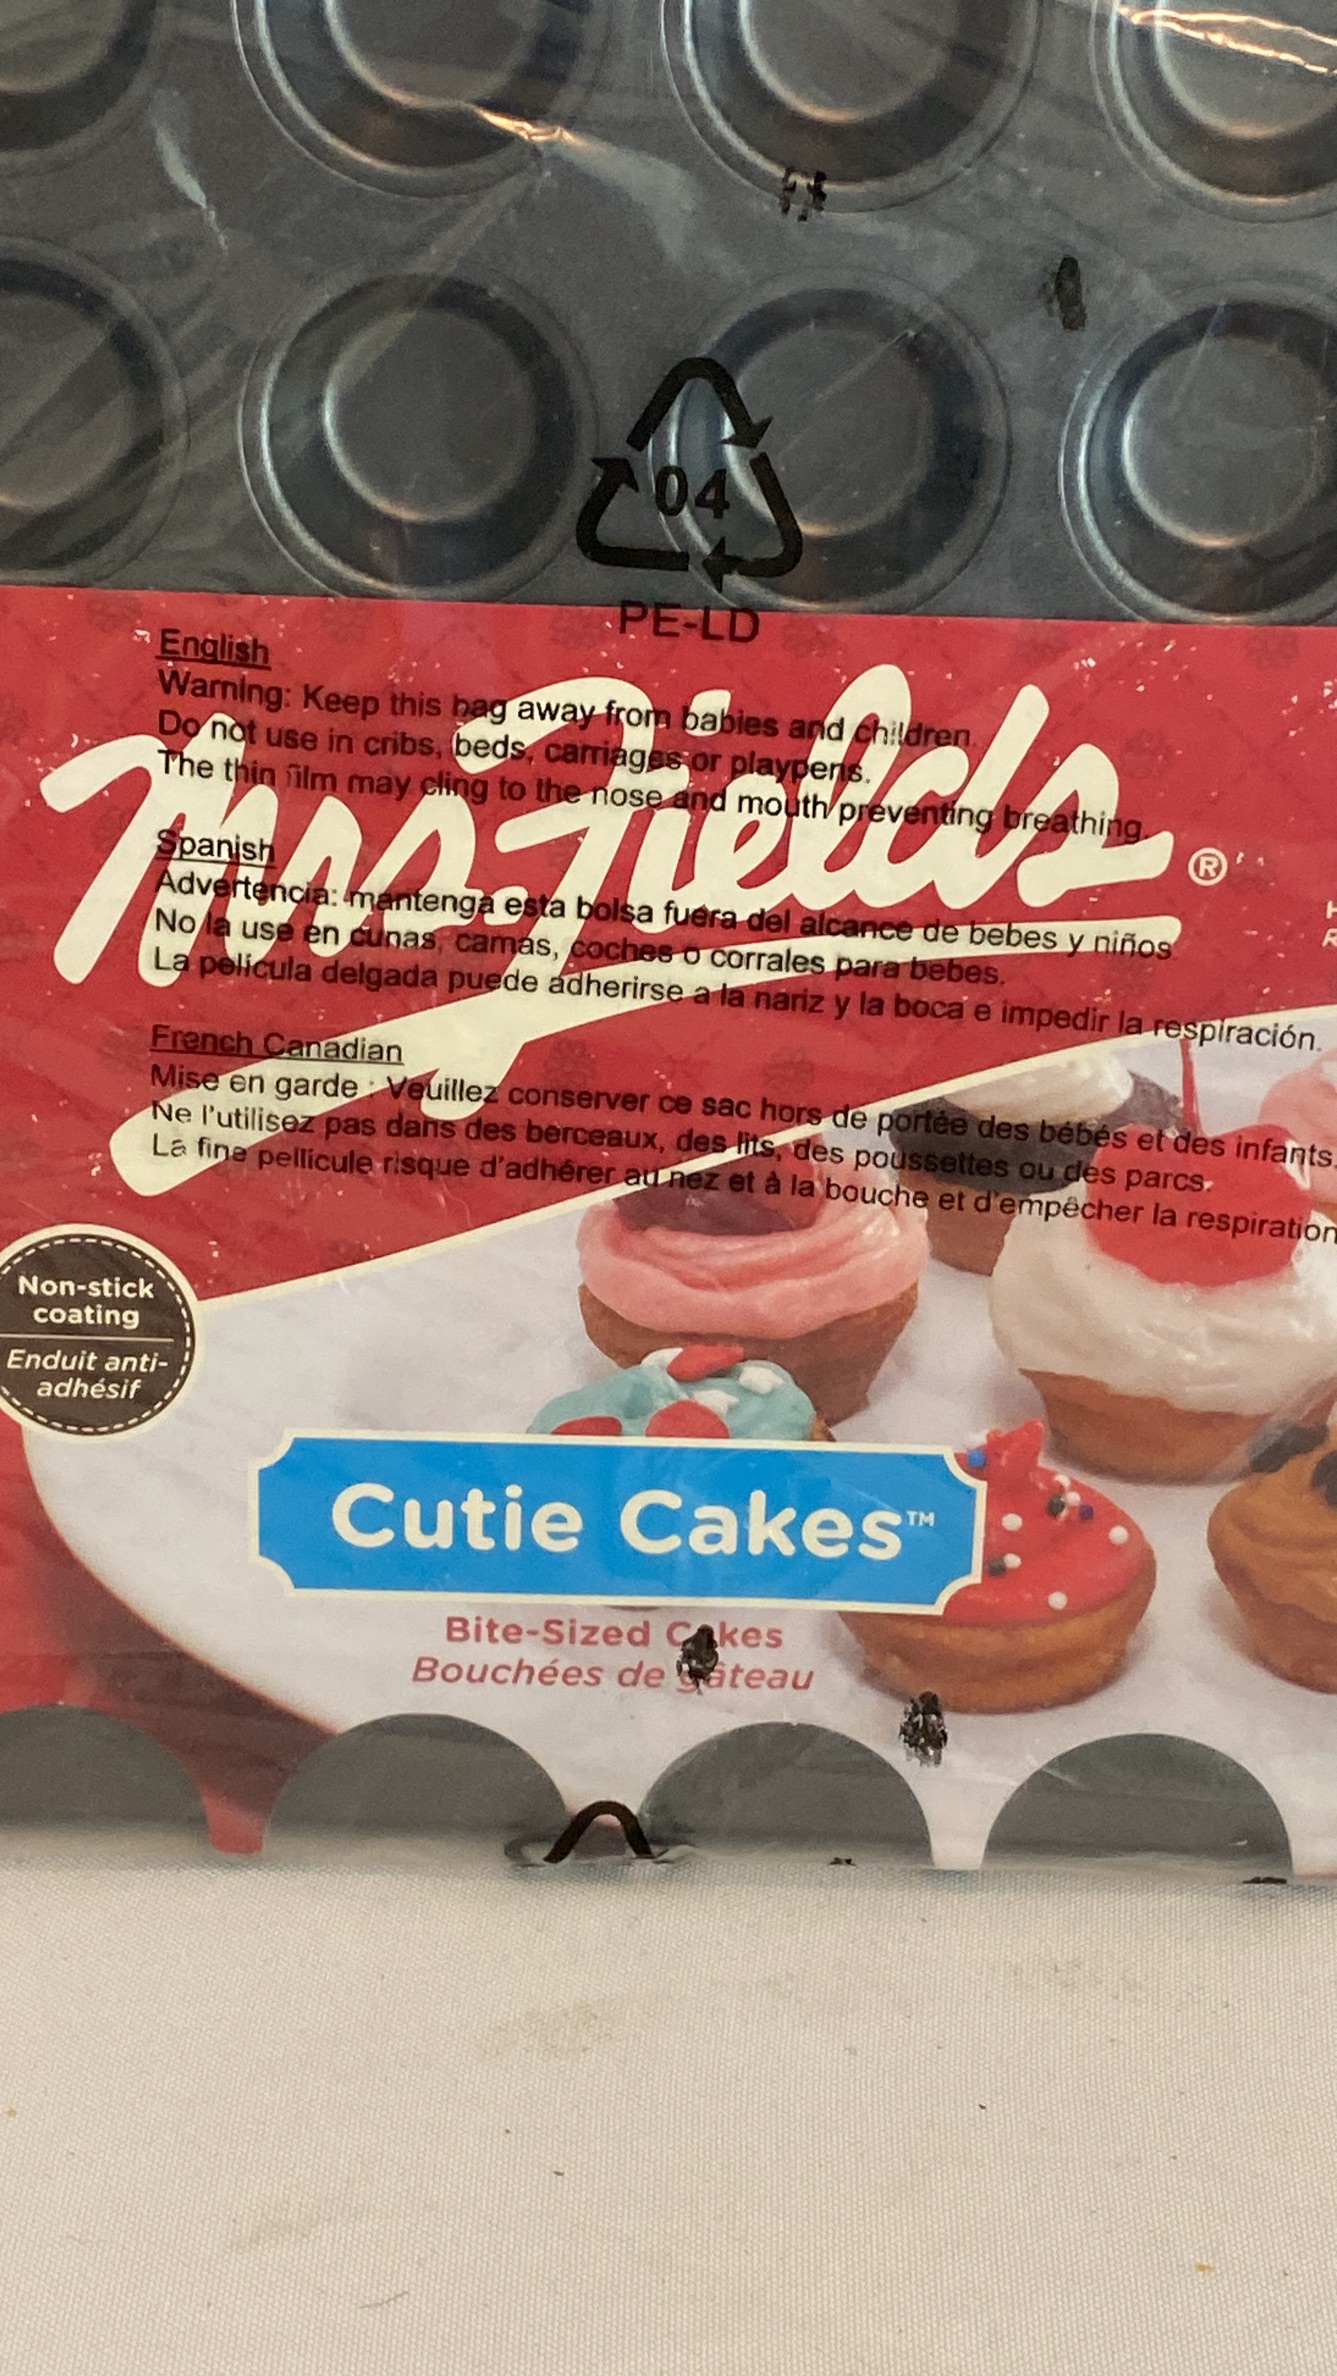 04
PE-LD
English
Warning: Keep this bag away from babies and children
Do not use in cribs, beds, carriages or playpens.
The thin film may cling to the nose and mouth preventing breathing.
Mrs. Fields ®
Spanish
Advertencia: mantenga esta bolsa fuera del alcance de bebes y niños
No la use en cunas, camas, coches o corrales para bebes.
La película delgada puede adherirse a la nariz y la boca e impedir la respiración.
French Canadian
Mise en garde : Veuillez conserver ce sac hors de portée des bébés et des infants.
Ne l'utilisez pas dans des berceaux, des lits, des poussettes ou des parcs.
La fine pellicule risque d'adhérer au nez et à la bouche et d'empêcher la respiration
Non-stick
coating
Enduit anti-
adhésif
Cutie Cakes™
Bite-Sized Cakes
Bouchées de gâteau